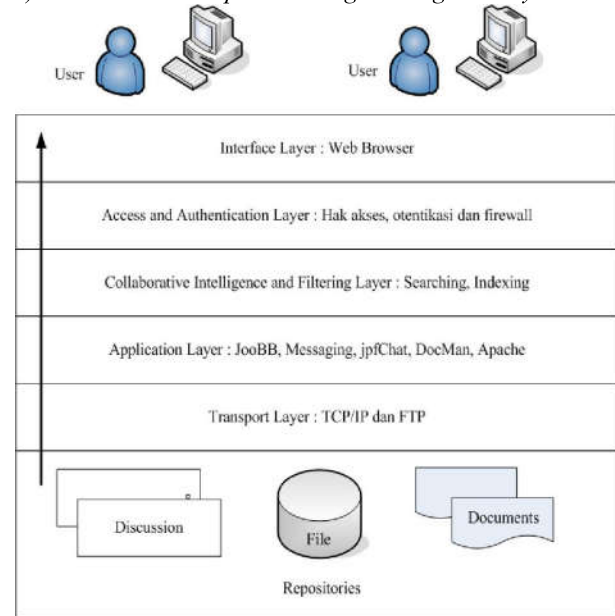 User
User
Interface Layer : Web Browser
Access and Authentication Layer : Hak akses, otentikasi dan firewall
Collaborative Intelligence and Filtering Layer : Searching, Indexing
Application Layer : JooBB, Messaging, jpfChat, DocMan, Apache
Transport Layer : TCP/IP dan FTP
Discussion
File
Documents
Repositories